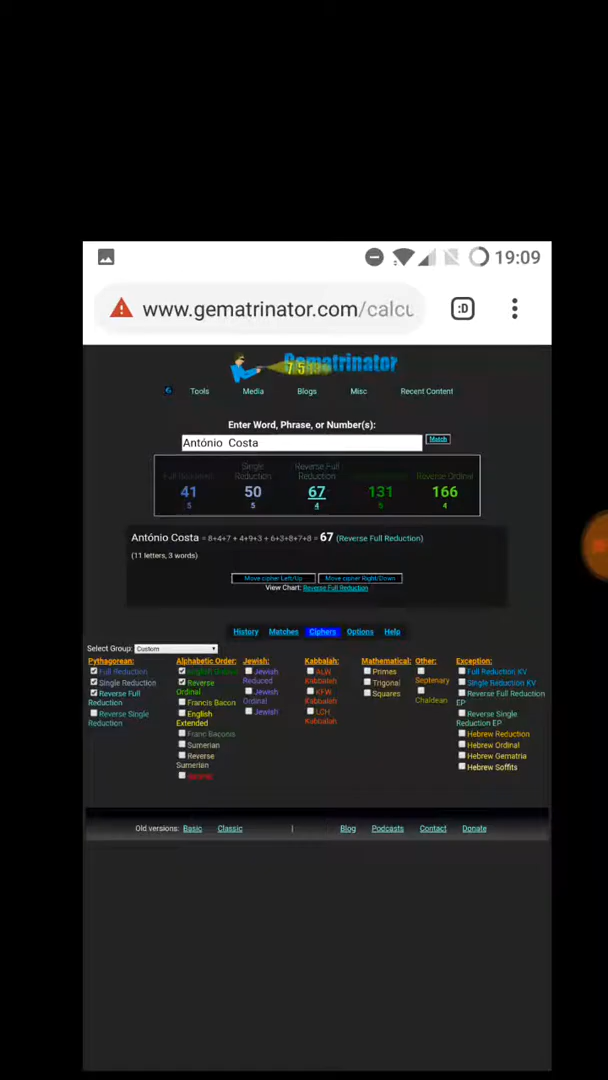 19:09
www.gematrinator.com/calcu
:D
Gematrinator
Tools Media Blogs Misc Recent Content
Enter Word, Phrase, or Number(s):
António Costa Match
Single Reduction Reverse Full Reduction Reverse Ordinal
41 50 67 131 166
5 5 4 5 4
António Costa = 8+4+7 + 4+9+3 + 6+3+8+7+8 = 67 (Reverse Full Reduction)
(11 letters, 3 words)
Move cipher Left/Up Move cipher Right/Down
View Chart: Reverse Full Reduction
History Matches Ciphers Options Help
Select Group: Custom
Pythagorean: Alphabetic Order: Jewish: Kabbalah: Mathematical: Other: Exception:
Full Reduction
Single Reduction
Reverse Full Reduction
Reverse Single Reduction
English Ordinal
Reverse Ordinal
Francis Bacon
English Extended
Franc Baconis
Sumerian
Reverse Sumerian
Jewish Reduced
Jewish Ordinal
Jewish
ALW Kabbalah
KFW Kabbalah
LCH Kabbalah
Primes
Trigonal
Squares
Septenary
Chaldean
Full Reduction KV
Single Reduction KV
Reverse Full Reduction EP
Reverse Single Reduction EP
Hebrew Reduction
Hebrew Ordinal
Hebrew Gematria
Hebrew Soffits
Old versions: Basic Classic | Blog Podcasts Contact Donate